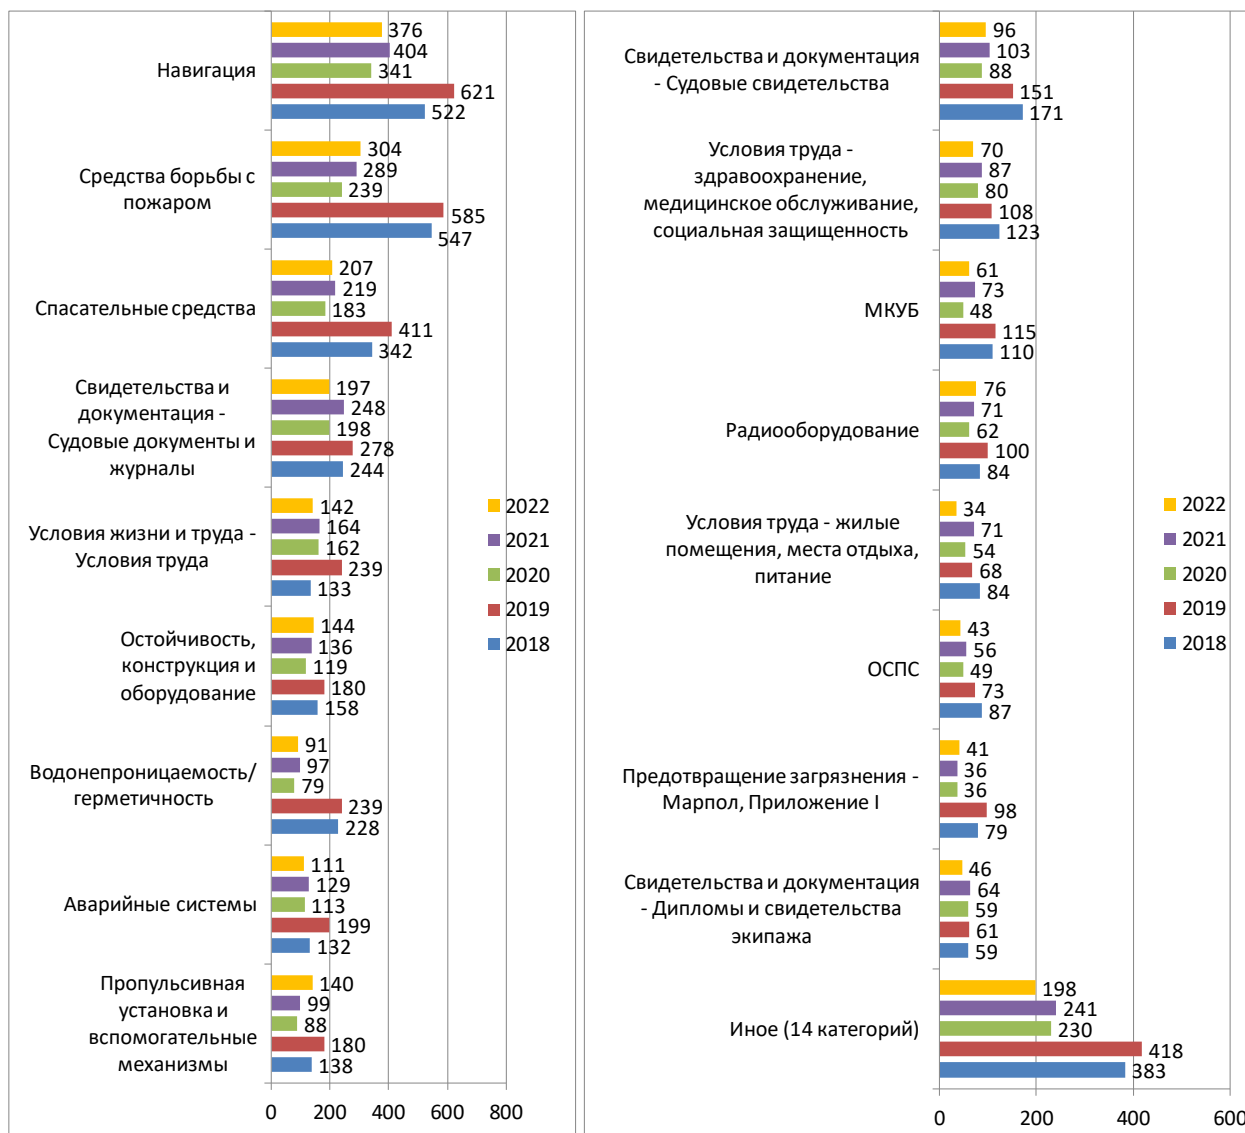 Навигация
376
404
341
621
522
Средства борьбы с
пожаром
304
289
239
585
547
Спасательные средства
207
219
183
411
342
Свидетельства и
документация -
Судовые документы и
журналы
197
248
198
278
244
Условия жизни и труда -
Условия труда
142
164
162
239
133
Остойчивость,
конструкция и
оборудование
144
136
119
180
158
Водонепроницаемость/
герметичность
91
97
79
239
228
Аварийные системы
111
129
113
199
132
Пропульсивная
установка и
вспомогательные
механизмы
140
99
88
180
138
0 200 400 600 800
2022
2021
2020
2019
2018
Свидетельства и документация
- Судовые свидетельства
96
103
88
151
171
Условия труда -
здравоохранение,
медицинское обслуживание,
социальная защищенность
70
87
80
108
123
МКУБ
61
73
48
115
110
Радиооборудование
76
71
62
100
84
Условия труда - жилые
помещения, места отдыха,
питание
34
71
54
68
84
ОСПС
43
56
49
73
87
Предотвращение загрязнения -
Марпол, Приложение I
41
36
36
98
79
Свидетельства и документация
- Дипломы и свидетельства
экипажа
46
64
59
61
59
Иное (14 категорий)
198
241
230
418
383
0 200 400 600
2022
2021
2020
2019
2018